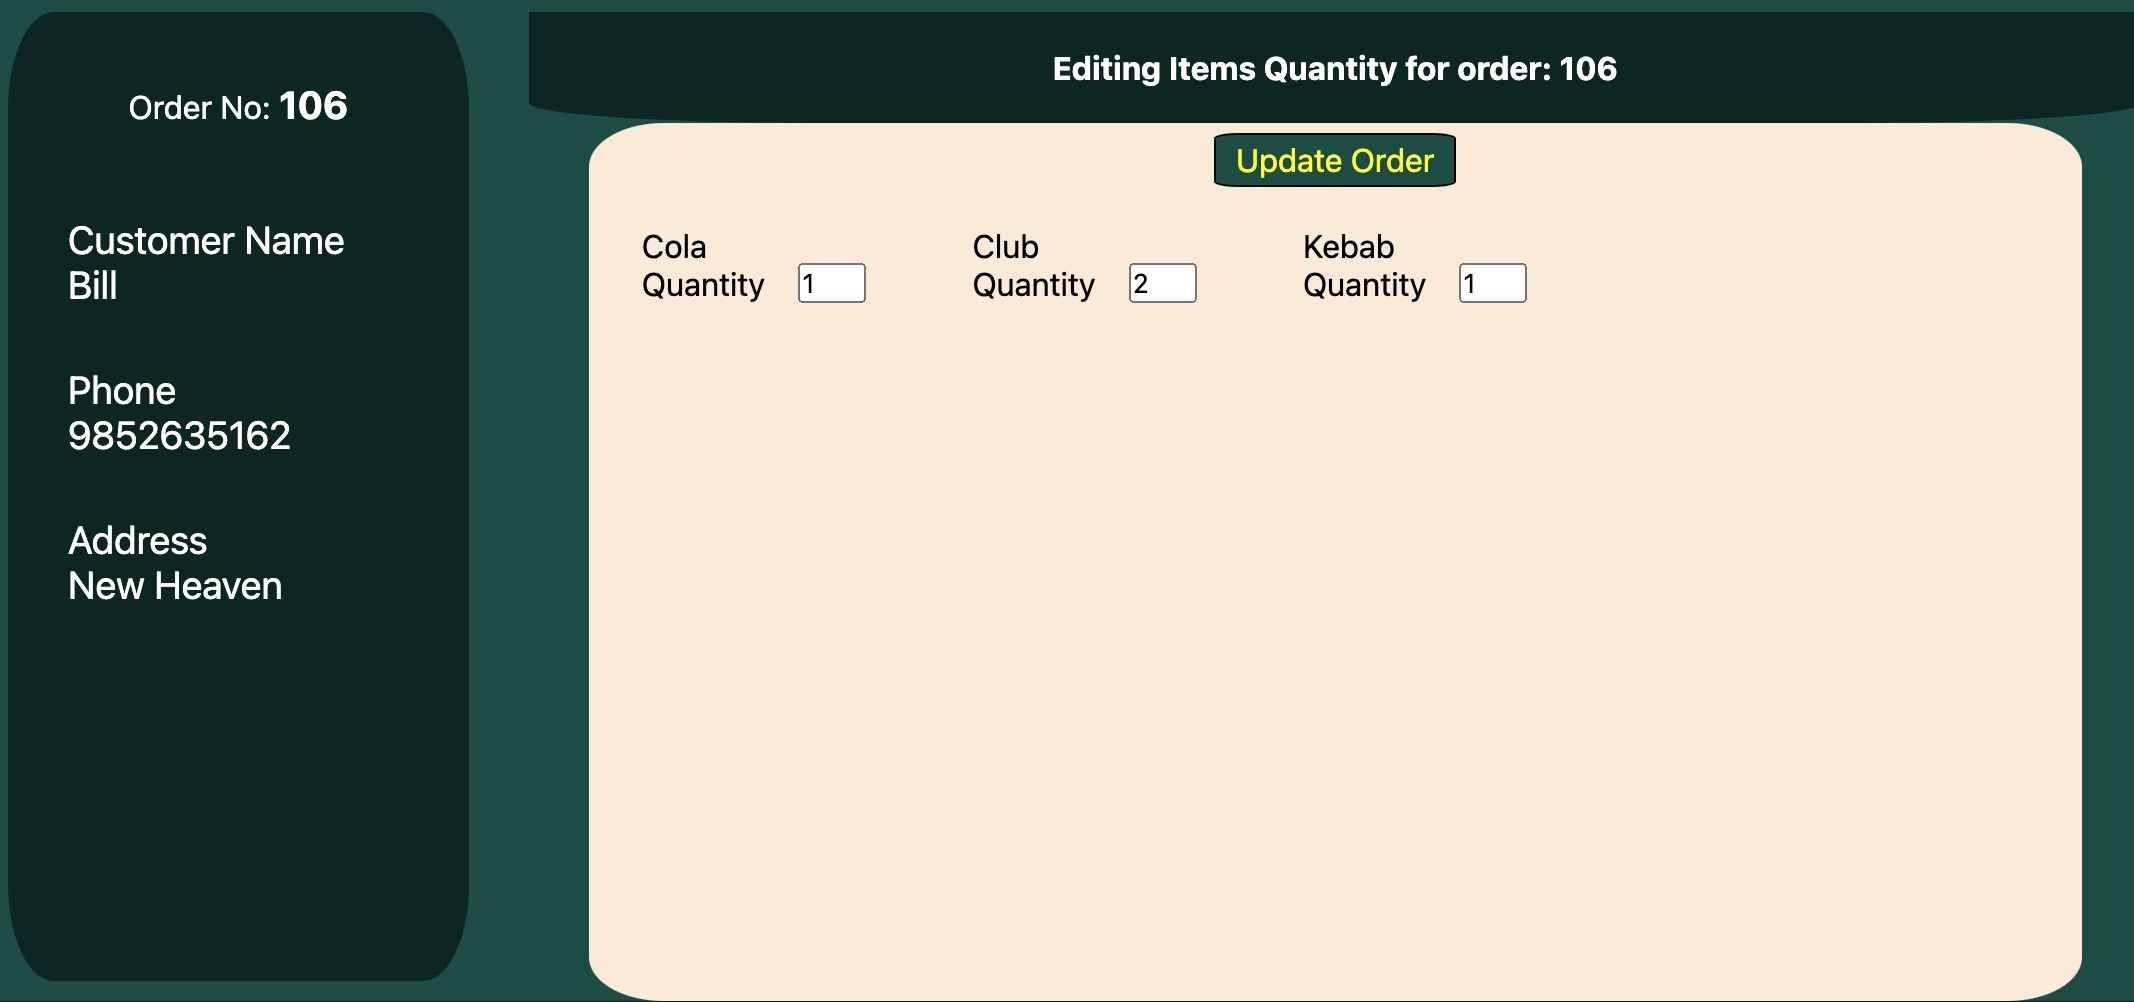 Order No: 106
Customer Name
Bill
Phone
9852635162
Address
New Heaven
Editing Items Quantity for order: 106
Update Order
Cola
Quantity 1
Club
Quantity 2
Kebab
Quantity 1